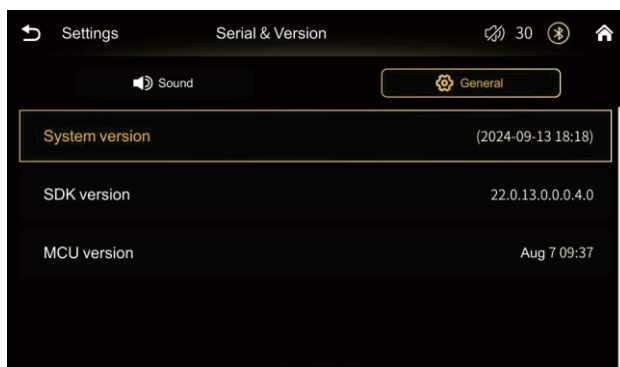 Settings Serial & Version 30
Sound General
System version (2024-09-13 18:18)
SDK version 22.0.13.0.0.0.4.0
MCU version Aug 7 09:37